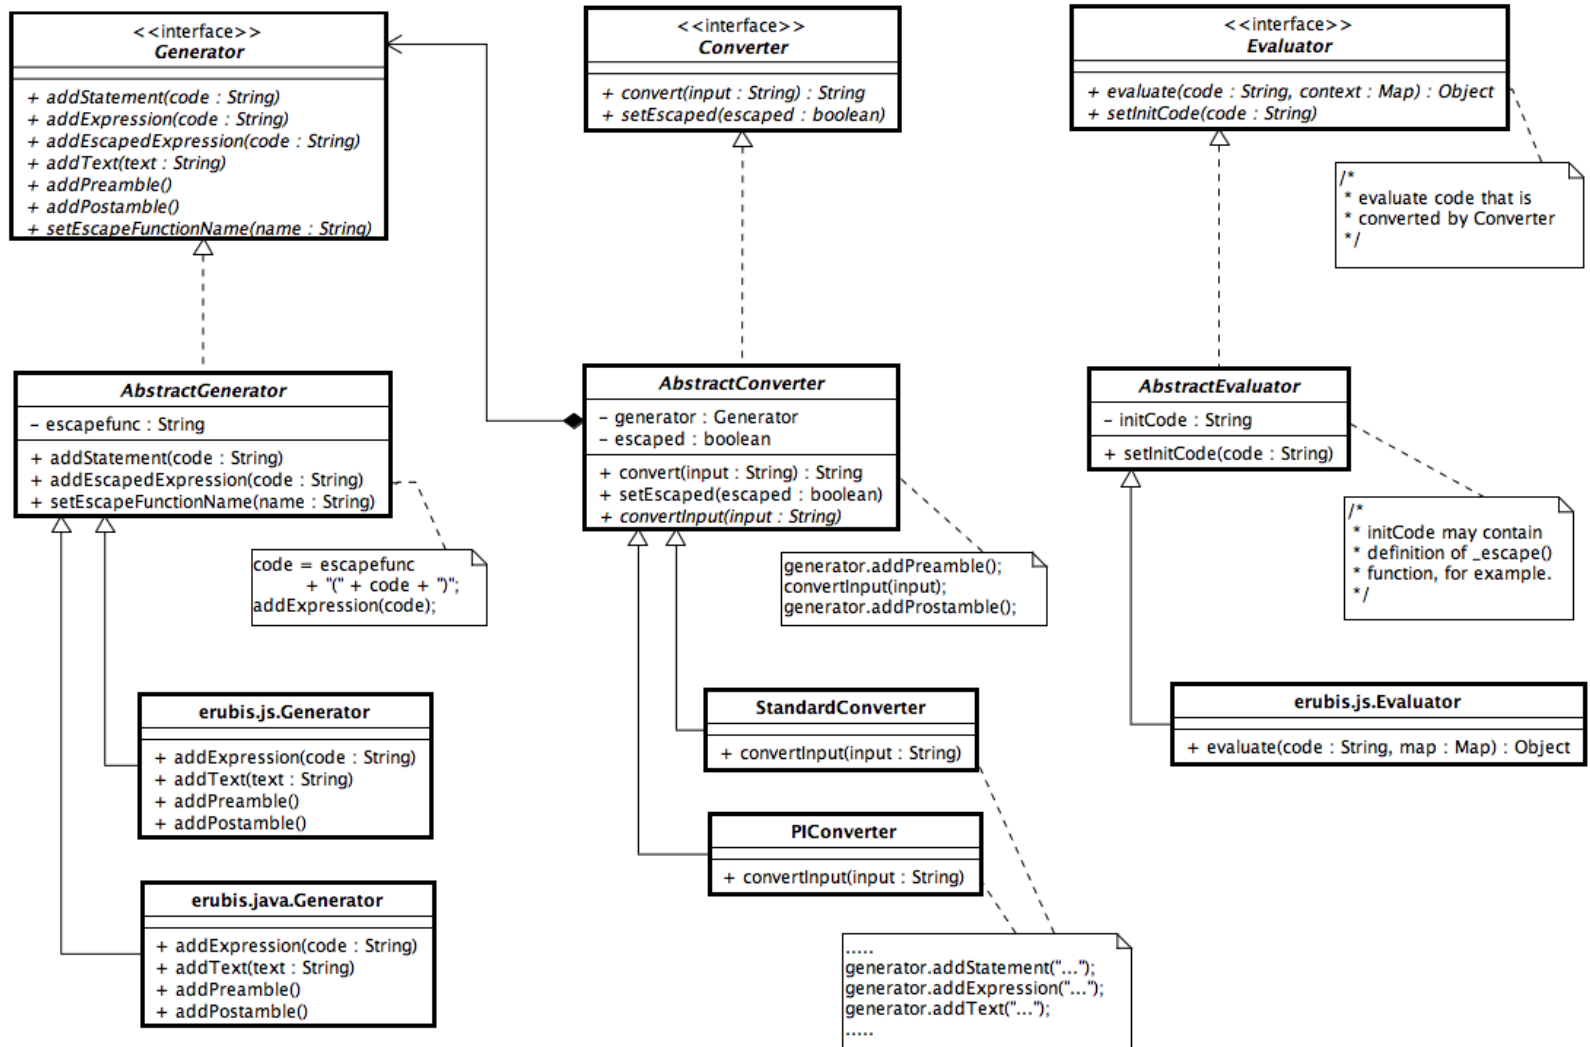 <<interface>>
Generator
+ addStatement(code : String)
+ addExpression(code : String)
+ addEscapedExpression(code : String)
+ addText(text : String)
+ addPreamble()
+ addPostamble()
+ setEscapeFunctionName(name : String)
<<interface>>
Converter
+ convert(input : String) : String
+ setEscaped(escaped : boolean)
<<interface>>
Evaluator
+ evaluate(code : String, context : Map) : Object
+ setInitCode(code : String)
/*
* evaluate code that is
* converted by Converter
*/
AbstractGenerator
– escapefunc : String
+ addStatement(code : String)
+ addEscapedExpression(code : String)
+ setEscapeFunctionName(name : String)
code = escapefunc
+ "(" + code + ")";
addExpression(code);
AbstractConverter
– generator : Generator
– escaped : boolean
+ convert(input : String) : String
+ setEscaped(escaped : boolean)
+ convertInput(input : String)
generator.addPreamble();
convertInput(input);
generator.addProstamble();
AbstractEvaluator
– initCode : String
+ setInitCode(code : String)
/*
* initCode may contain
* definition of _escape()
* function, for example.
*/
erubis.js.Generator
+ addExpression(code : String)
+ addText(text : String)
+ addPreamble()
+ addPostamble()
erubis.java.Generator
+ addExpression(code : String)
+ addText(text : String)
+ addPreamble()
+ addPostamble()
StandardConverter
+ convertInput(input : String)
PIConverter
+ convertInput(input : String)
.....
generator.addStatement("...");
generator.addExpression("...");
generator.addText("...");
.....
erubis.js.Evaluator
+ evaluate(code : String, map : Map) : Object